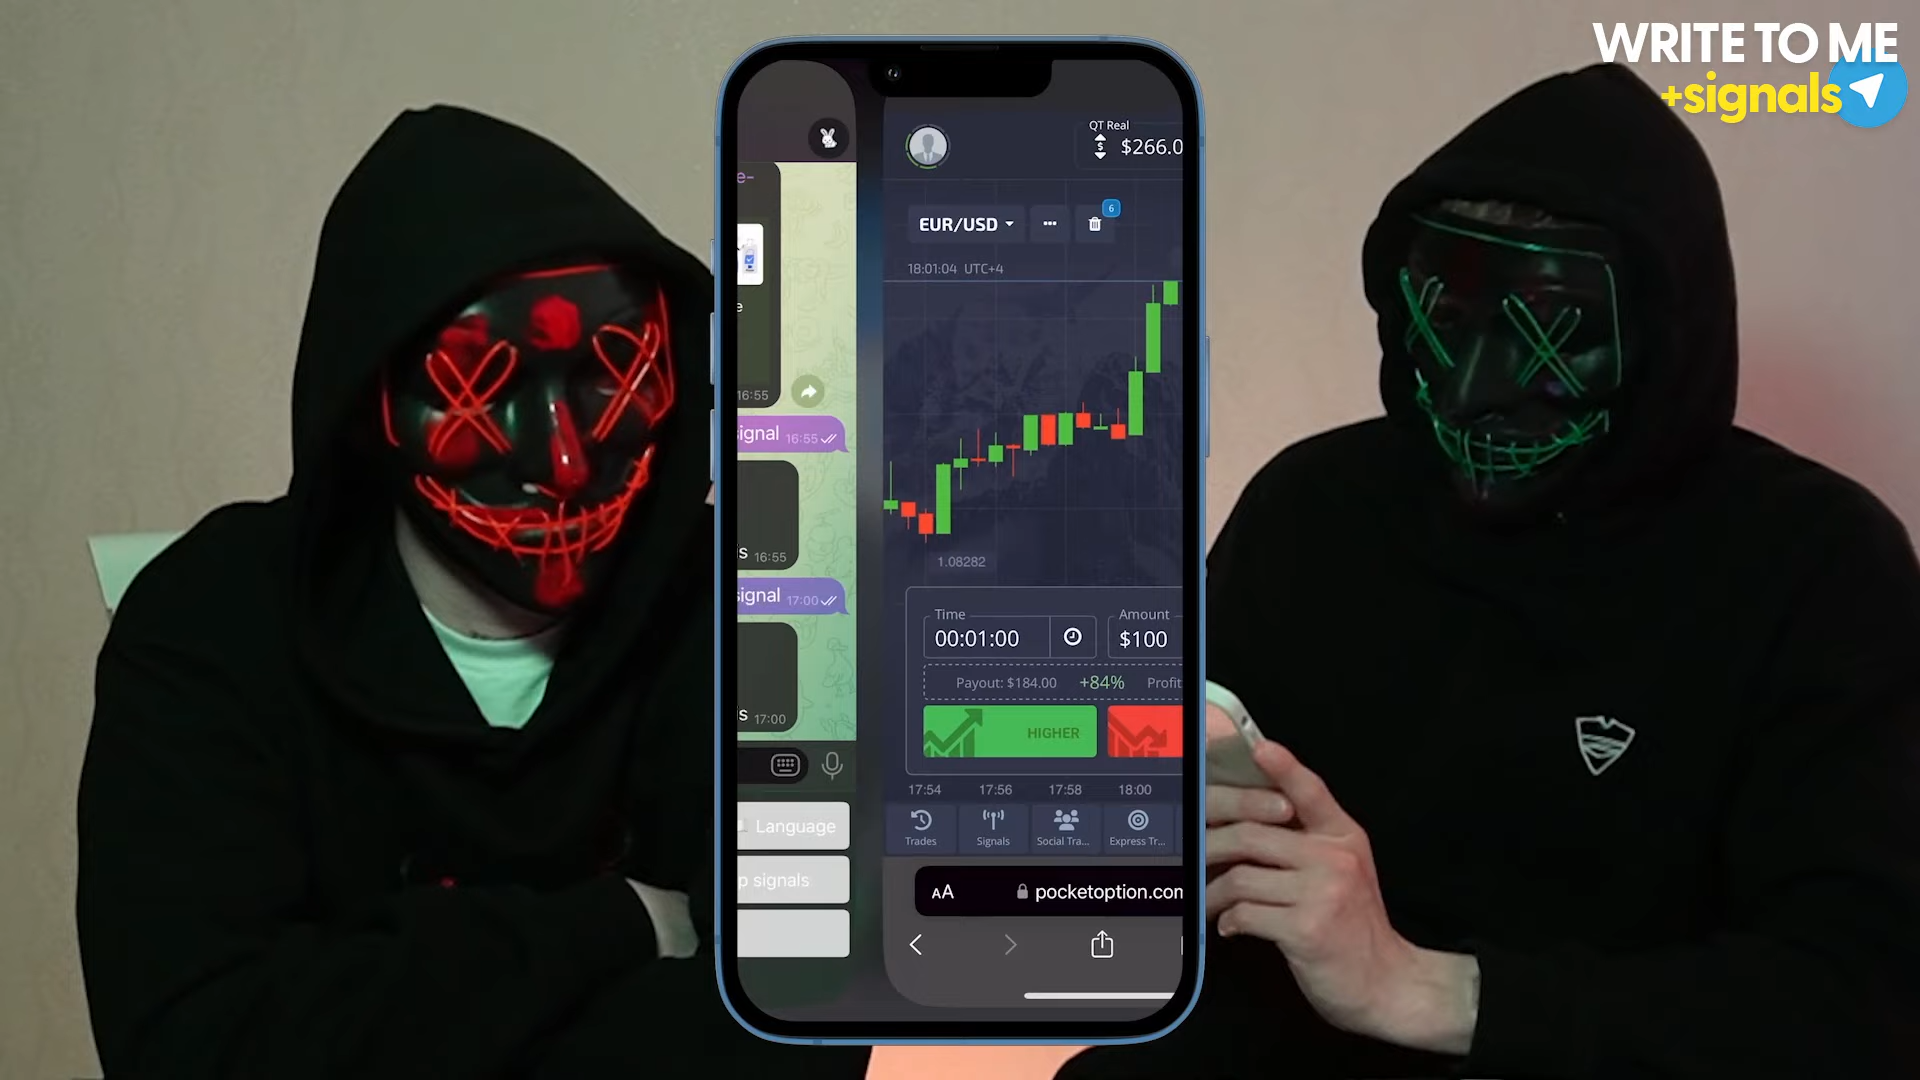 WRITE TO ME
+signals
e-
e
16:55
ignal 16:55
s 16:55
ignal 17:00
s 17:00
Language
p signals
QT Real
$266.0
EUR/USD
6
18:01:04 UTC+4
1.08282
Time
00:01:00
Amount
$100
Payout: $184.00 +84% Profit
HIGHER
17:54 17:56 17:58 18:00
Trades
Signals
Social Tra...
Express Tr...
AA pocketoption.com